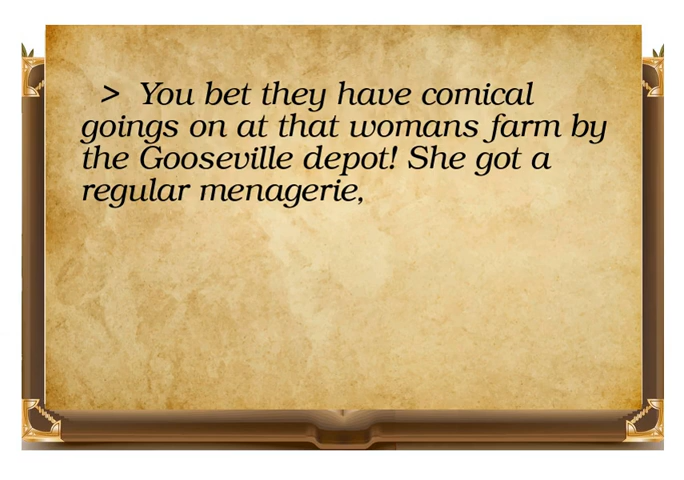 > You bet they have comical
goings on at that womans farm by
the Gooseville depot! She got a
regular menagerie,